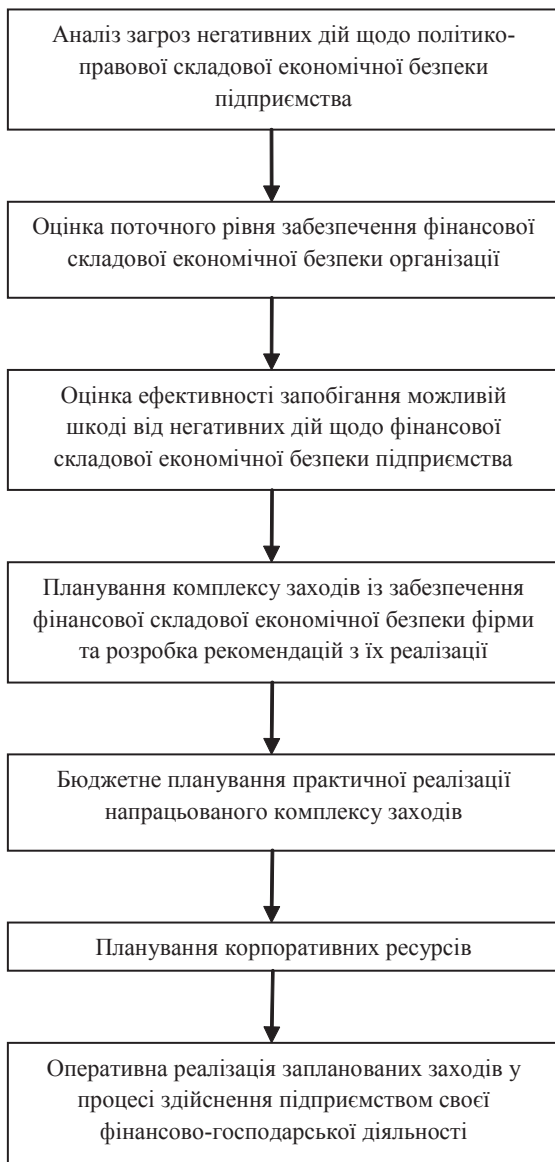 Аналіз загроз негативних дій щодо політико-
правової складової економічної безпеки
підприємства
Оцінка поточного рівня забезпечення фінансової
складової економічної безпеки організації
Оцінка ефективності запобігання можливій
шкоді від негативних дій щодо фінансової
складової економічної безпеки підприємства
Планування комплексу заходів із забезпечення
фінансової складової економічної безпеки фірми
та розробка рекомендацій з їх реалізації
Бюджетне планування практичної реалізації
напрацьованого комплексу заходів
Планування корпоративних ресурсів
Оперативна реалізація запланованих заходів у
процесі здійснення підприємством своєї
фінансово-господарської діяльності